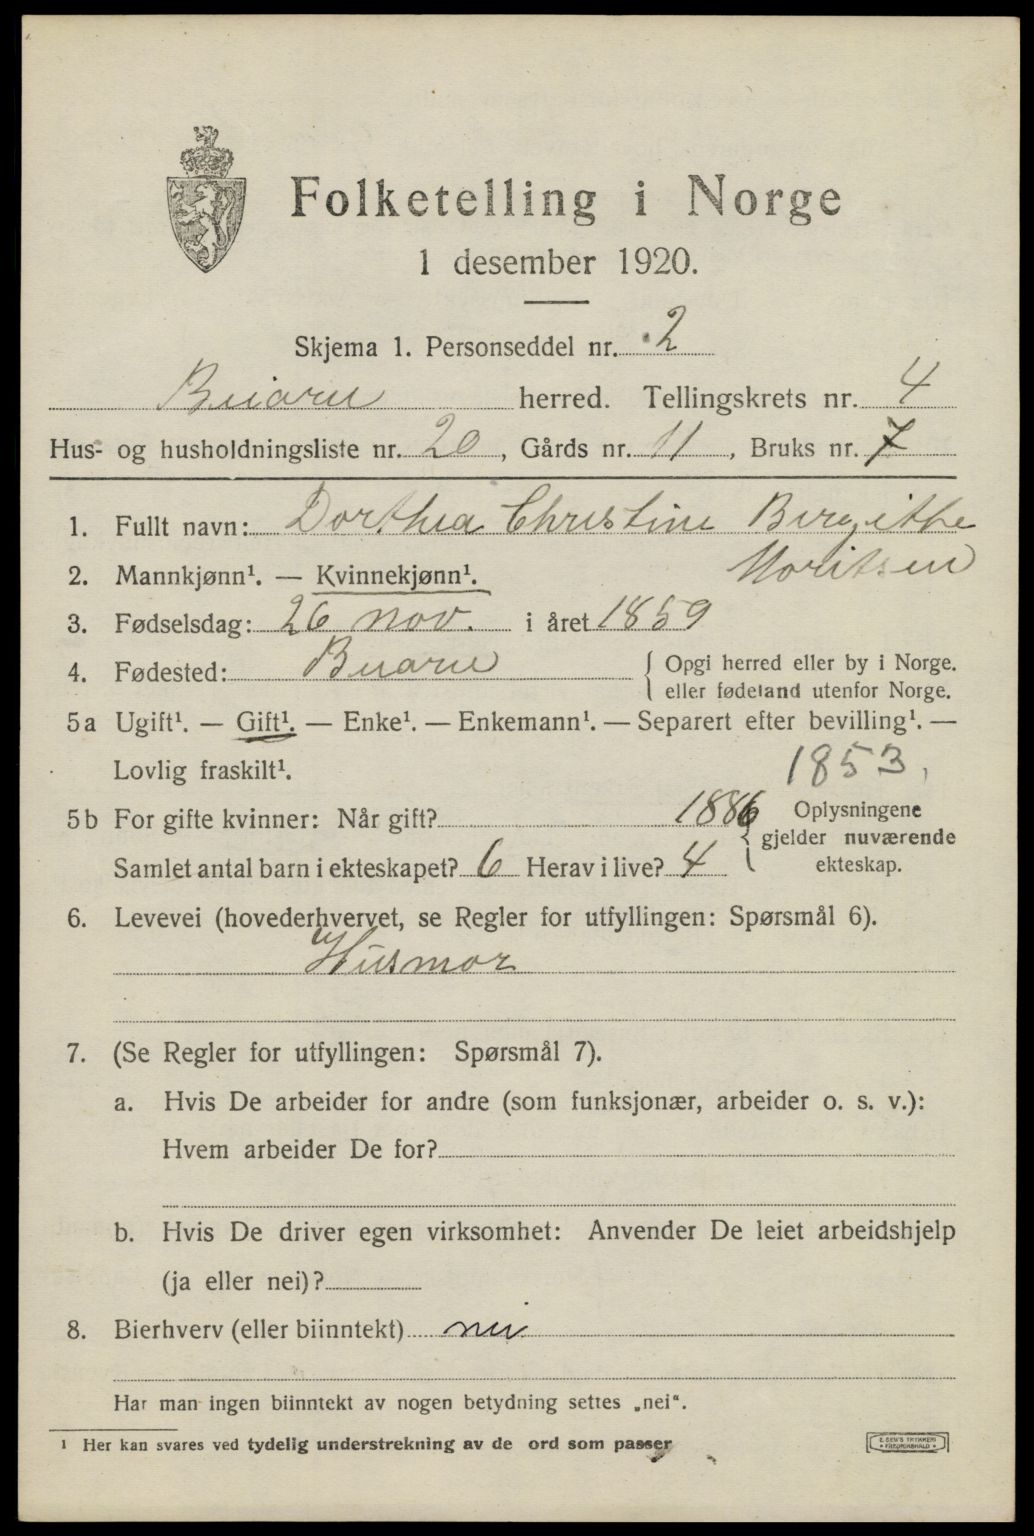 Folketelling i Norge
1 desember 1920.
Skjema 1. Personseddel nr. 2
Beiarn herred. Tellingskrets nr. 4
Hus- og husholdningsliste nr. 20, Gårds nr. 11, Bruks nr. 7
1. Fullt navn: Dorthea Christine Birgithe
2. Mannkjønn¹. — Kvinnekjønn¹. Moritsen
3. Fødselsdag: 26 nov. i året 1859
4. Fødested: Beiarn { Opgi herred eller by i Norge.
eller fødeland utenfor Norge.
5a Ugift¹. — Gift¹. — Enke¹. — Enkemann¹. — Separert efter bevilling¹. —
Lovlig fraskilt¹. 1853,
5b For gifte kvinner: Når gift? 1886 { Oplysningene
gjelder nuværende
Samlet antal barn i ekteskapet? 6 Herav i live? 4 ekteskap.
6. Levevei (hovederhvervet, se Regler for utfyllingen: Spørsmål 6).
Husmor
7. (Se Regler for utfyllingen: Spørsmål 7).
a. Hvis De arbeider for andre (som funksjonær, arbeider o. s. v.):
Hvem arbeider De for?
b. Hvis De driver egen virksomhet: Anvender De leiet arbeidshjelp
(ja eller nei)?
8. Bierhverv (eller biinntekt) nei
Har man ingen biinntekt av nogen betydning settes „nei“.
¹ Her kan svares ved tydelig understrekning av de ord som passer
E. SEM'S TRYKKERI
FREDRIKSHALD